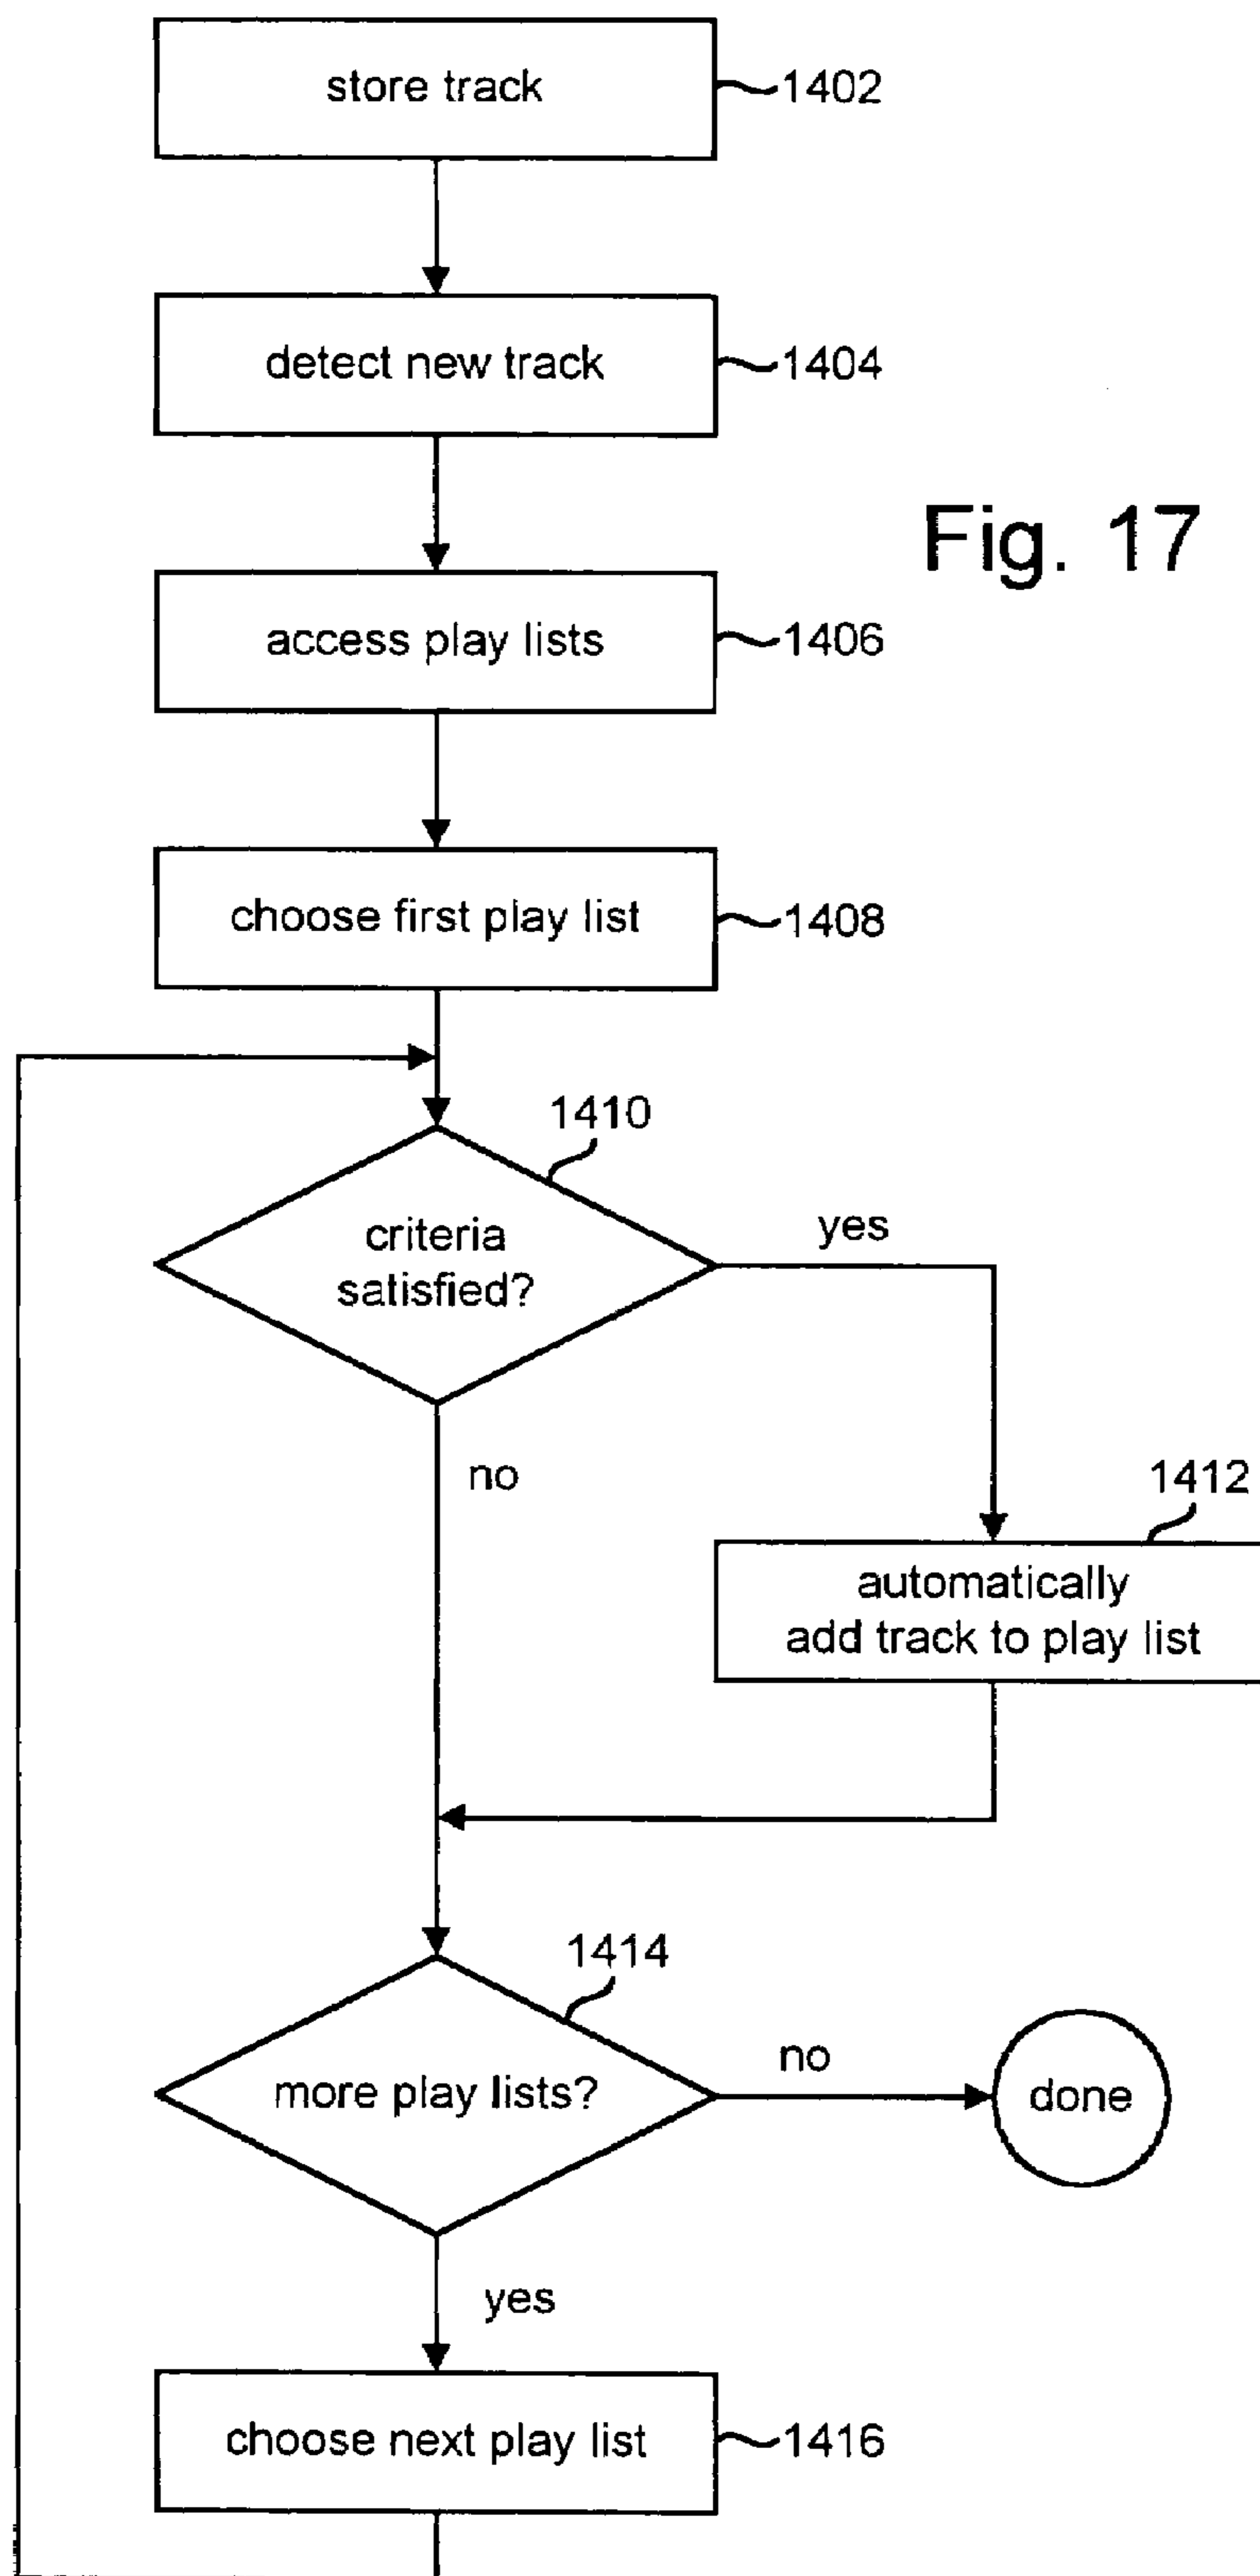 store track
1402
detect new track
1404
Fig. 17
access play lists
1406
choose first play list
1408
1410
criteria
satisfied?
yes
no
1412
automatically
add track to play list
1414
more play lists?
no
done
yes
choose next play list
1416